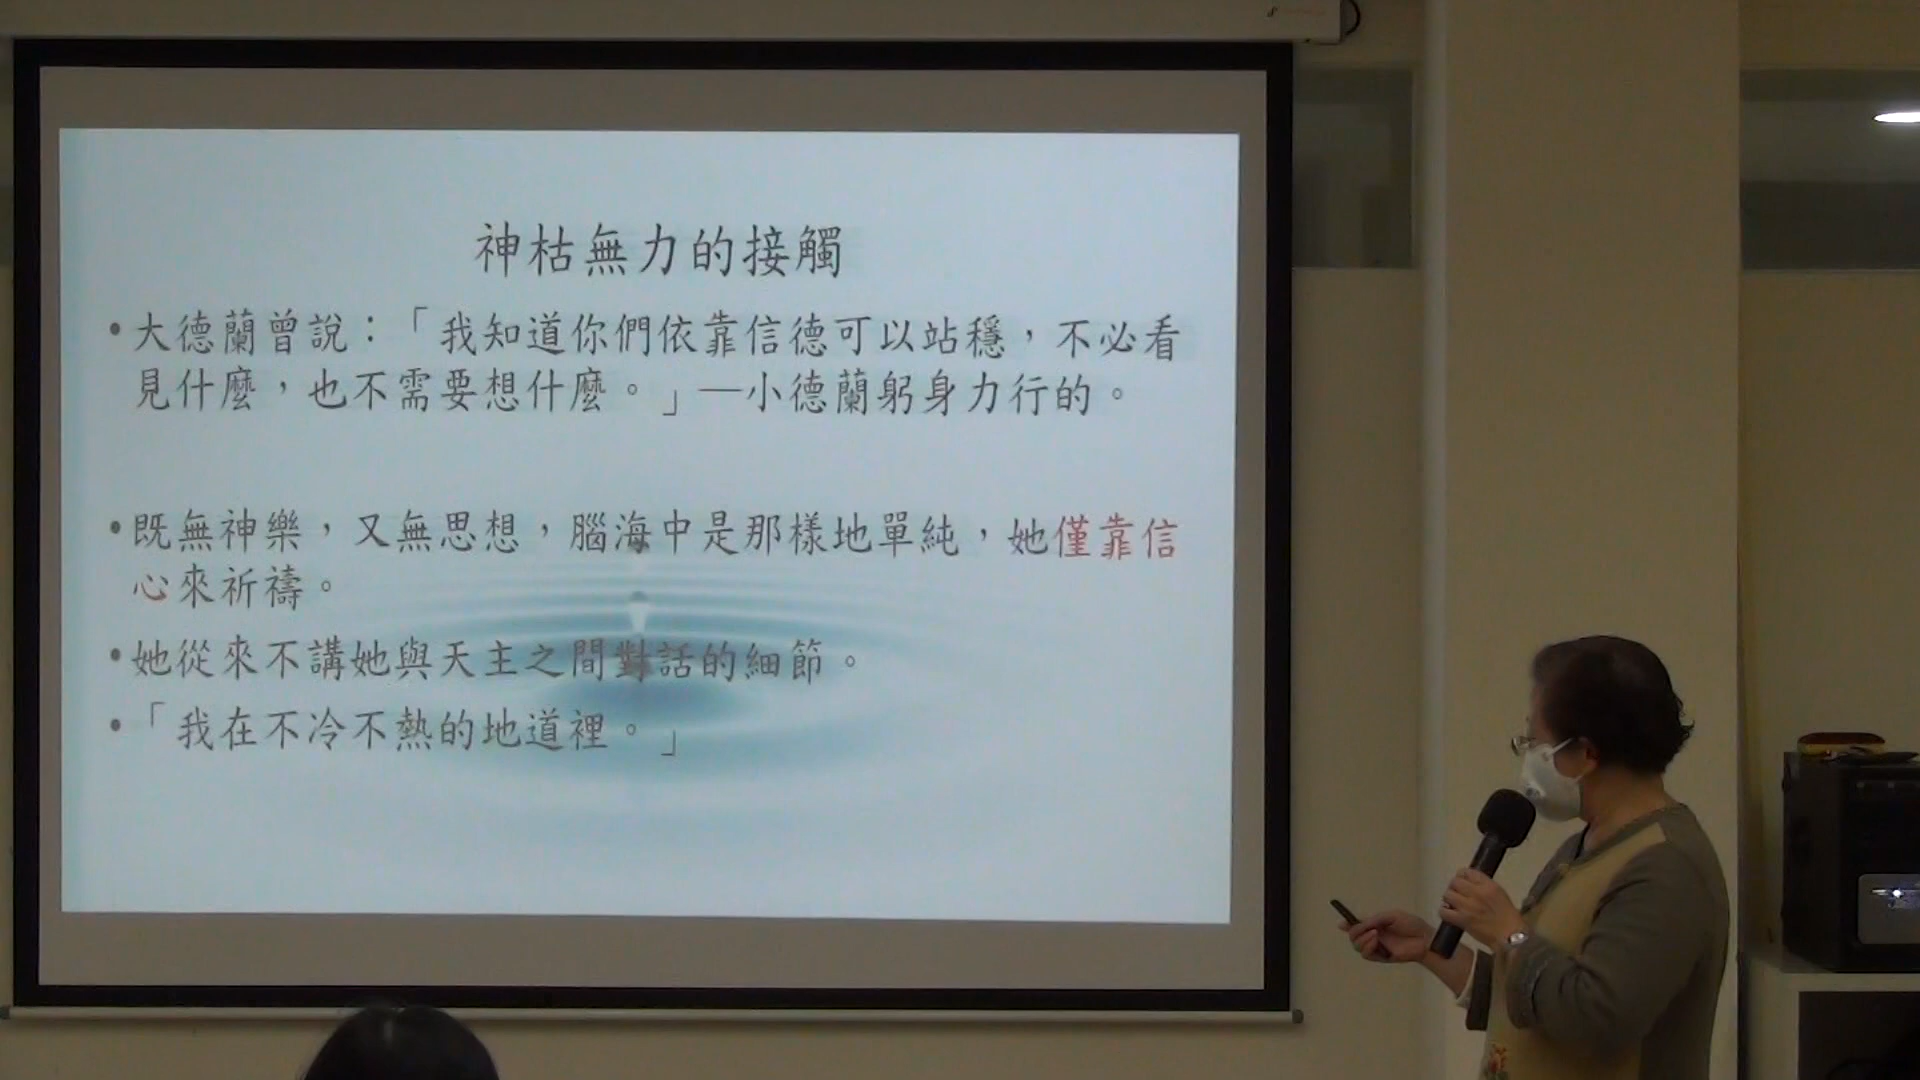 神枯無力的接觸
•大德蘭曾說：「我知道你們依靠信德可以站穩，不必看
見什麼，也不需要想什麼。」—小德蘭躬身力行的。
•既無神樂，又無思想，腦海中是那樣地單純，她僅靠信
心來祈禱。
•她從來不講她與天主之間對話的細節。
•「我在不冷不熱的地道裡。」